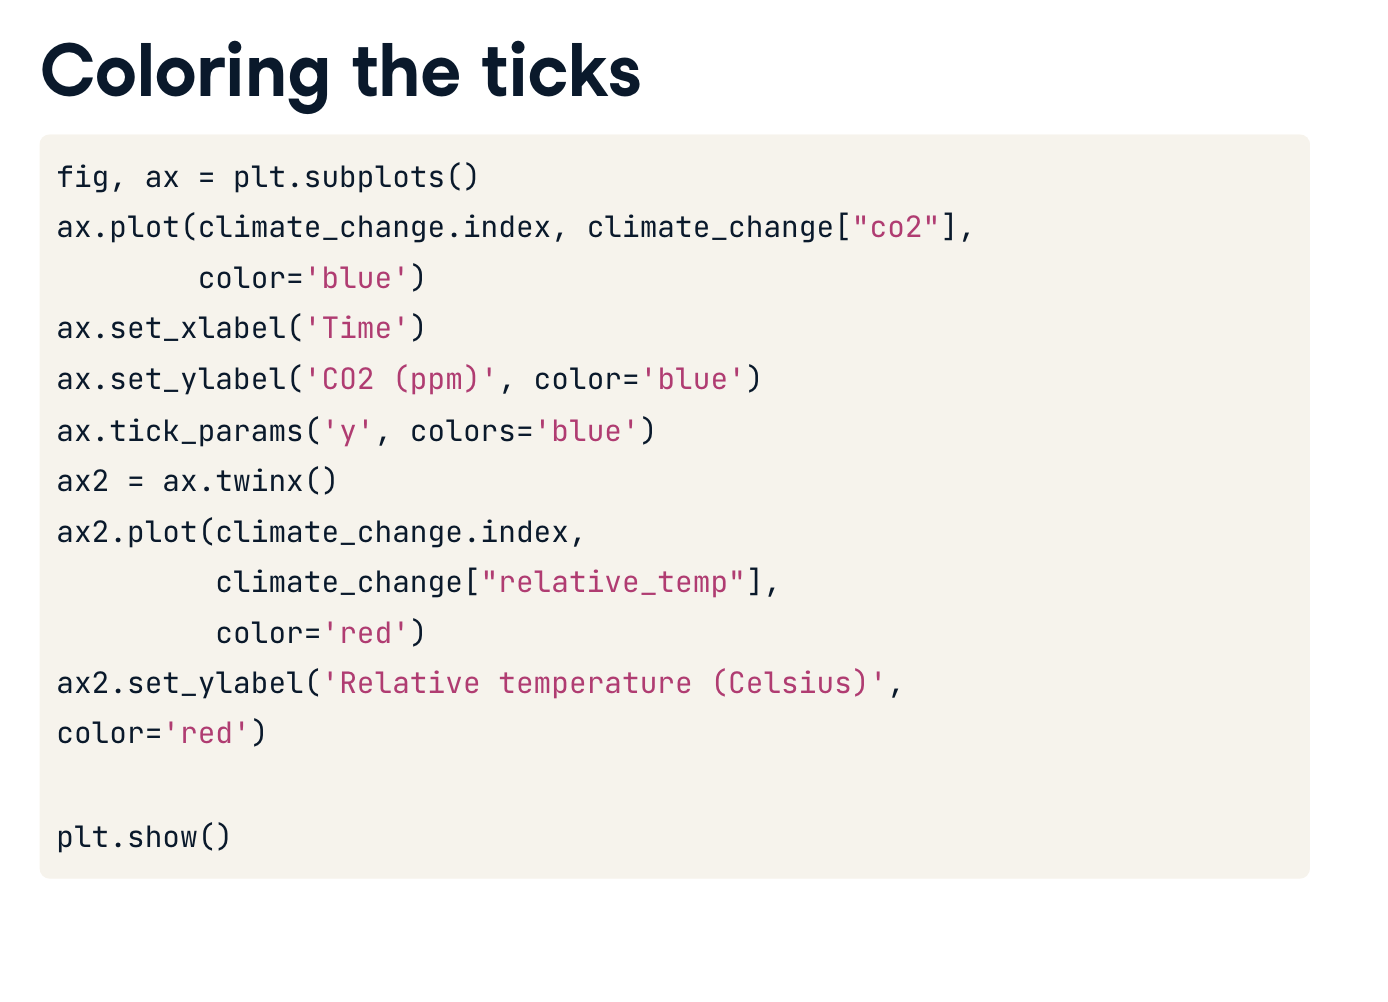 Coloring the ticks
fig, ax = plt.subplots()
ax.plot(climate_change.index, climate_change["co2"],
        color='blue')
ax.set_xlabel('Time')
ax.set_ylabel('CO2 (ppm)', color='blue')
ax.tick_params('y', colors='blue')
ax2 = ax.twinx()
ax2.plot(climate_change.index,
         climate_change["relative_temp"],
         color='red')
ax2.set_ylabel('Relative temperature (Celsius)',
color='red')
plt.show()